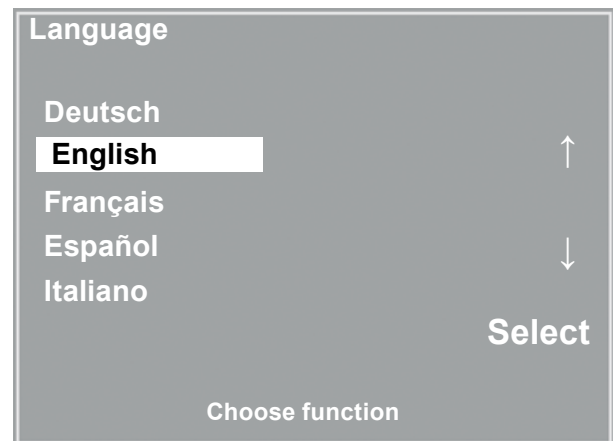 Language
Deutsch
English
↑
Français
Español
↓
Italiano
Select
Choose function